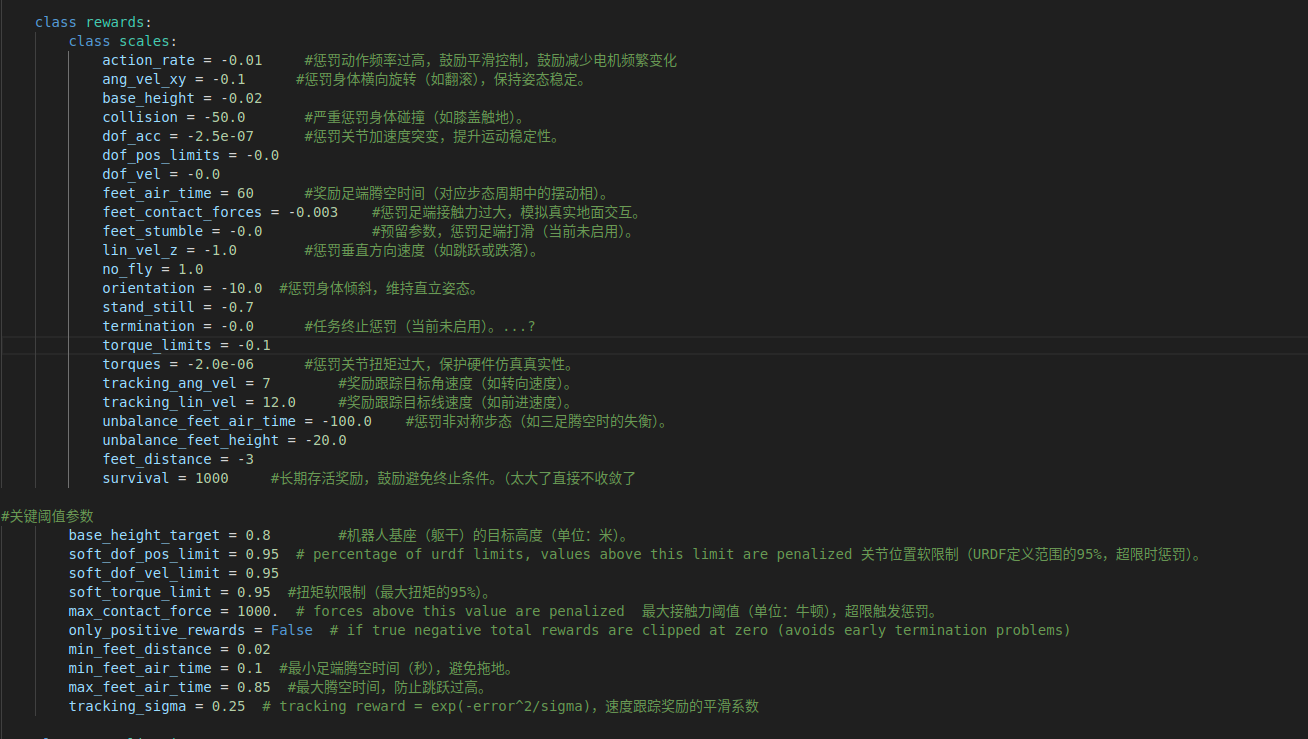 class rewards:
class scales:
action_rate = -0.01 #惩罚动作频率过高，鼓励平滑控制，鼓励减少电机频繁变化
ang_vel_xy = -0.1 #惩罚身体横向旋转（如翻滚），保持姿态稳定。
base_height = -0.02
collision = -50.0 #严重惩罚身体碰撞（如膝盖触地）。
dof_acc = -2.5e-07 #惩罚关节加速度突变，提升运动稳定性。
dof_pos_limits = -0.0
dof_vel = -0.0
feet_air_time = 60 #奖励足端腾空时间（对应步态周期中的摆动相）。
feet_contact_forces = -0.003 #惩罚足端接触力过大，模拟真实地面交互。
feet_stumble = -0.0 #预留参数，惩罚足端打滑（当前未启用）。
lin_vel_z = -1.0 #惩罚垂直方向速度（如跳跃或跌落）。
no_fly = 1.0
orientation = -10.0 #惩罚身体倾斜，维持直立姿态。
stand_still = -0.7
termination = -0.0 #任务终止惩罚（当前未启用）。...?
torque_limits = -0.1
torques = -2.0e-06 #惩罚关节扭矩过大，保护硬件仿真真实性。
tracking_ang_vel = 7 #奖励跟踪目标角速度（如转向速度）。
tracking_lin_vel = 12.0 #奖励跟踪目标线速度（如前进速度）。
unbalance_feet_air_time = -100.0 #惩罚非对称步态（如三足腾空时的失衡）。
unbalance_feet_height = -20.0
feet_distance = -3
survival = 1000 #长期存活奖励，鼓励避免终止条件。（太大了直接不收敛了
#关键阈值参数
base_height_target = 0.8 #机器人基座（躯干）的目标高度（单位：米）。
soft_dof_pos_limit = 0.95 # percentage of urdf limits, values above this limit are penalized 关节位置软限制（URDF定义范围的95%，超限时惩罚）。
soft_dof_vel_limit = 0.95
soft_torque_limit = 0.95 #扭矩软限制（最大扭矩的95%）。
max_contact_force = 1000. # forces above this value are penalized 最大接触力阈值（单位：牛顿），超限触发惩罚。
only_positive_rewards = False # if true negative total rewards are clipped at zero (avoids early termination problems)
min_feet_distance = 0.02
min_feet_air_time = 0.1 #最小足端腾空时间（秒），避免拖地。
max_feet_air_time = 0.85 #最大腾空时间，防止跳跃过高。
tracking_sigma = 0.25 # tracking reward = exp(-error^2/sigma)，速度跟踪奖励的平滑系数